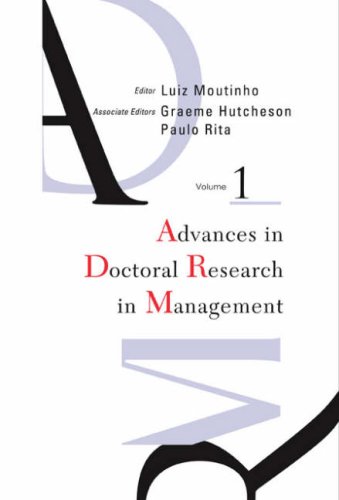 Editor Luiz Moutinho
Associate Editors Graeme Hutcheson
Paulo Rita
Volume 1
Advances in
Doctoral Research
in Management
A
D
M
R